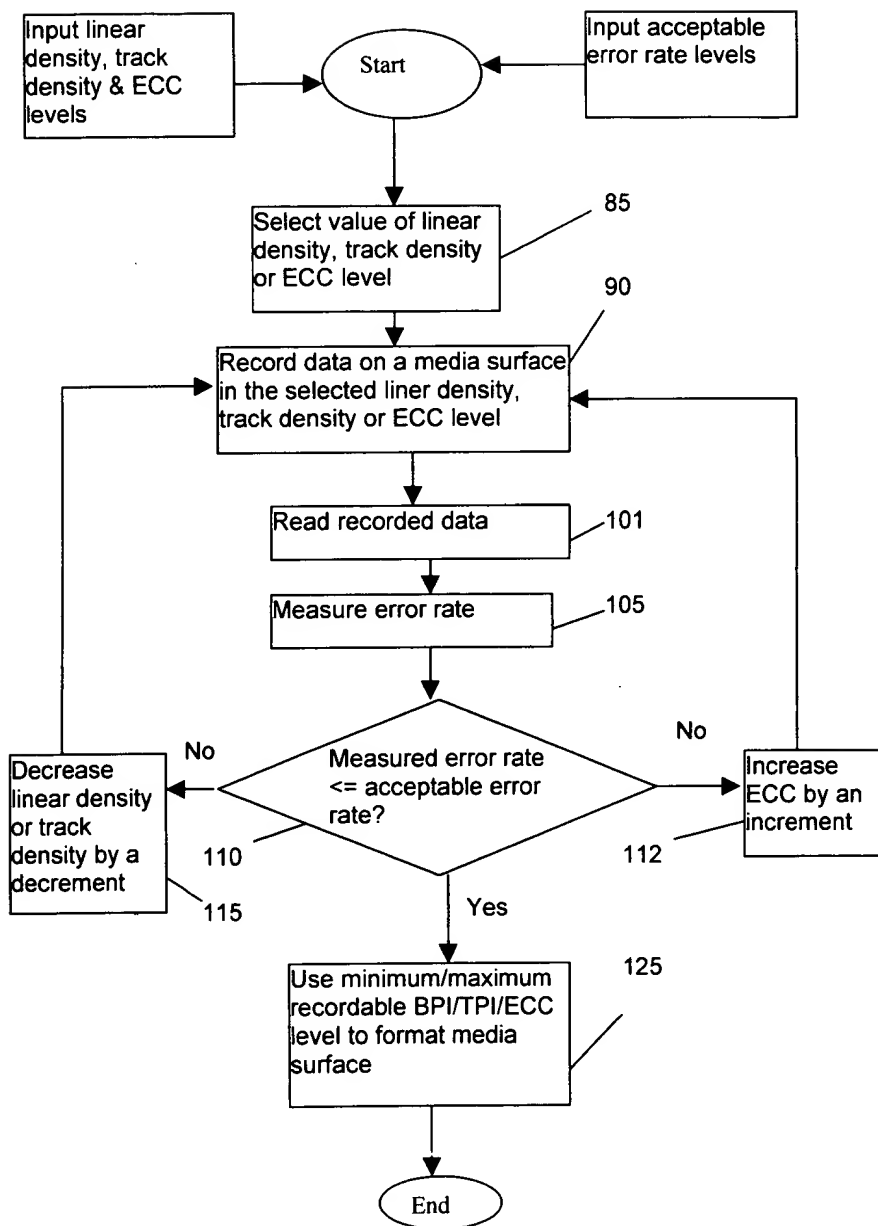 Input linear
density, track
density & ECC
levels
Start
Input acceptable
error rate levels
Select value of linear
density, track density
or ECC level
85
90
Record data on a media surface
in the selected liner density,
track density or ECC level
Read recorded data
101
Measure error rate
105
No
Measured error rate
<= acceptable error
rate?
No
Decrease
linear density
or track
density by a
decrement
110
115
Increase
ECC by an
increment
112
Yes
Use minimum/maximum
recordable BPI/TPI/ECC
level to format media
surface
125
End